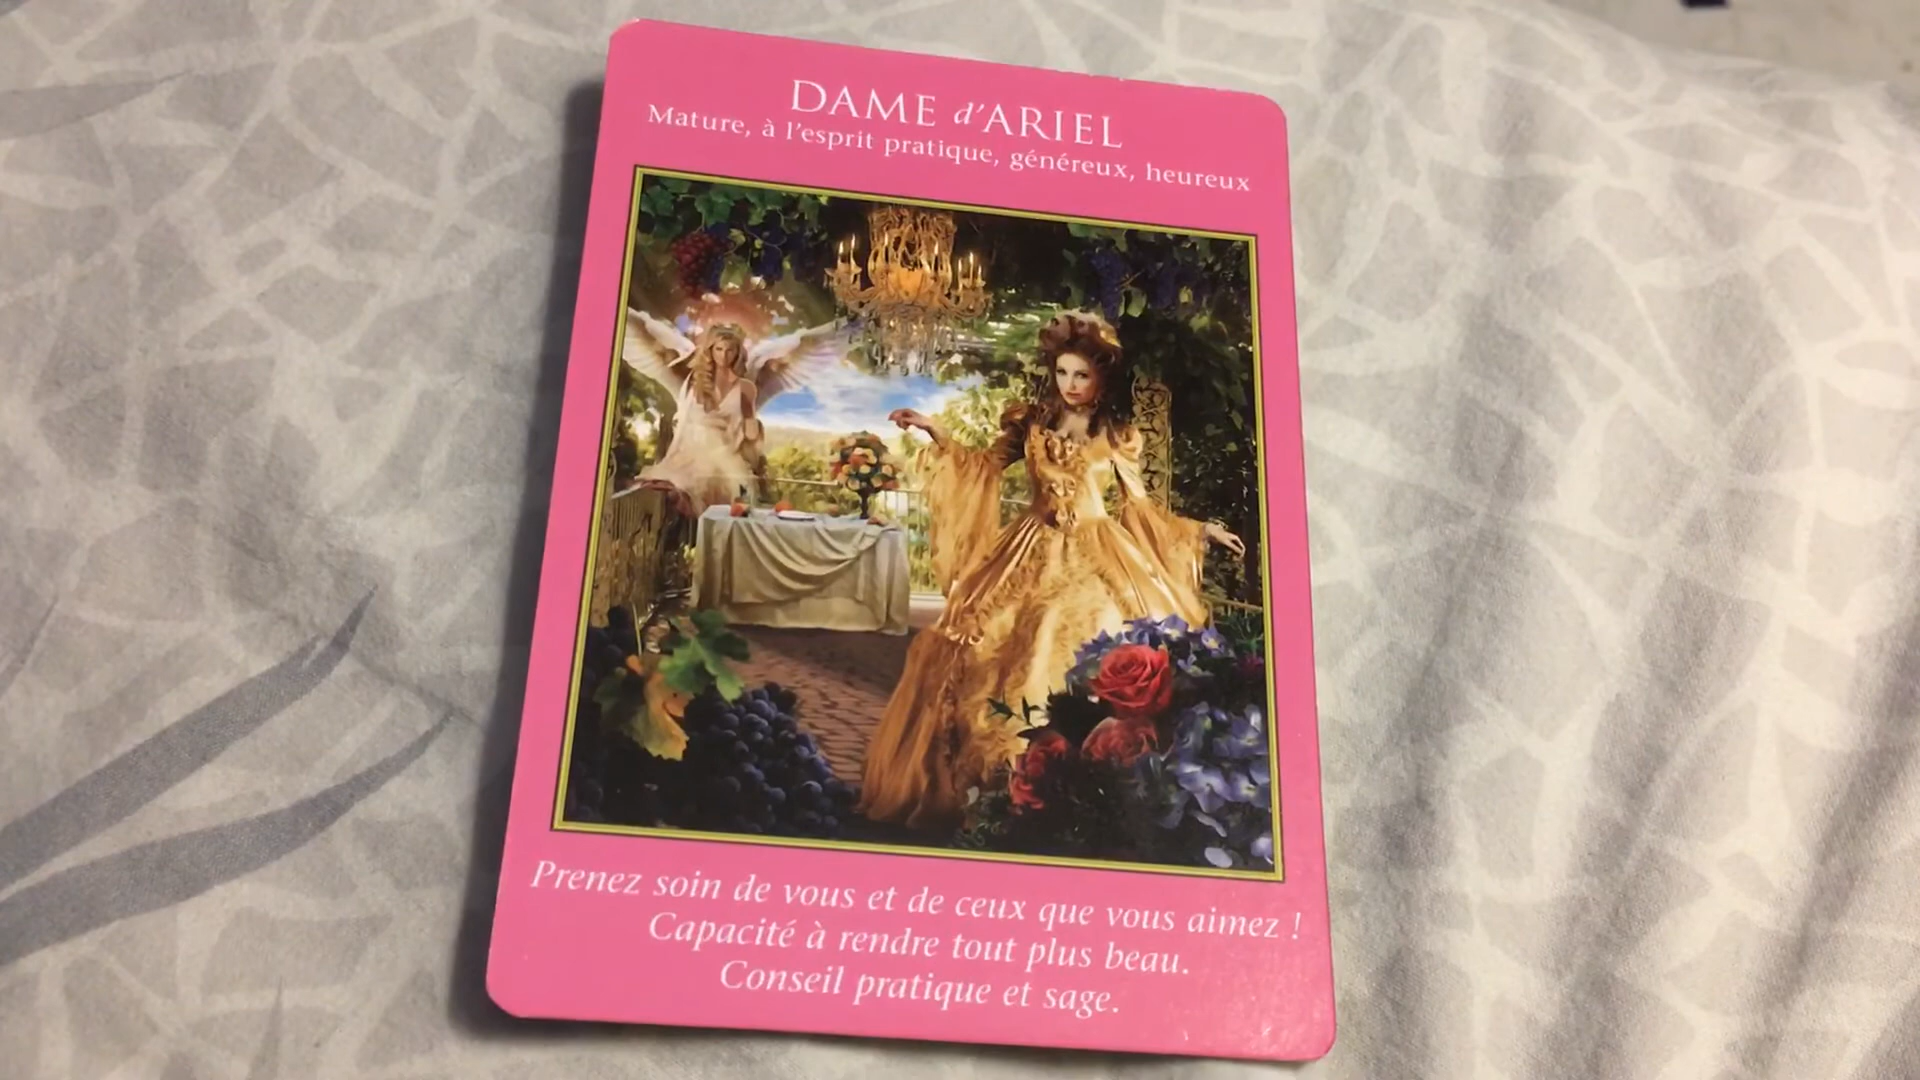 DAME d'ARIEL
Mature, à l'esprit pratique, généreux, heureux
Prenez soin de vous et de ceux que vous aimez !
Capacité à rendre tout plus beau.
Conseil pratique et sage.